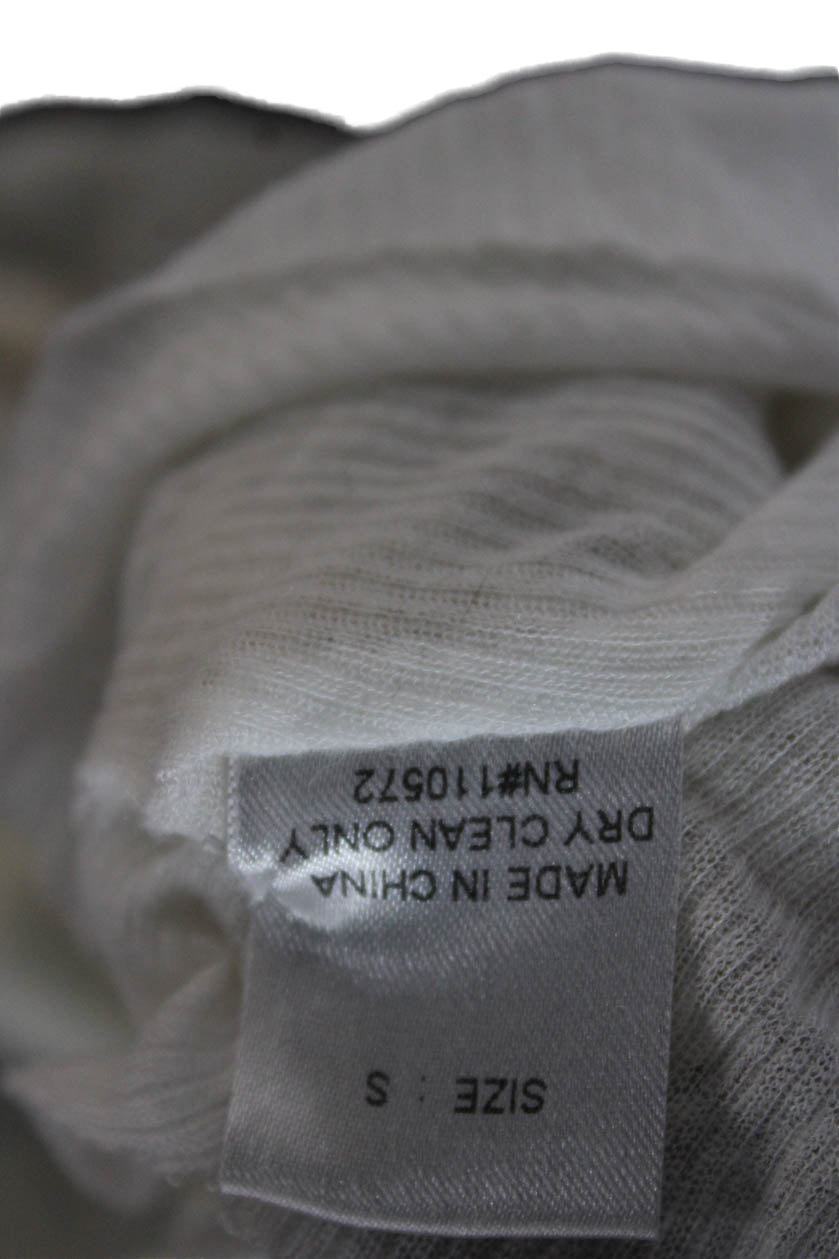 SIZE : S
MADE IN CHINA
DRY CLEAN ONLY
RN#110572